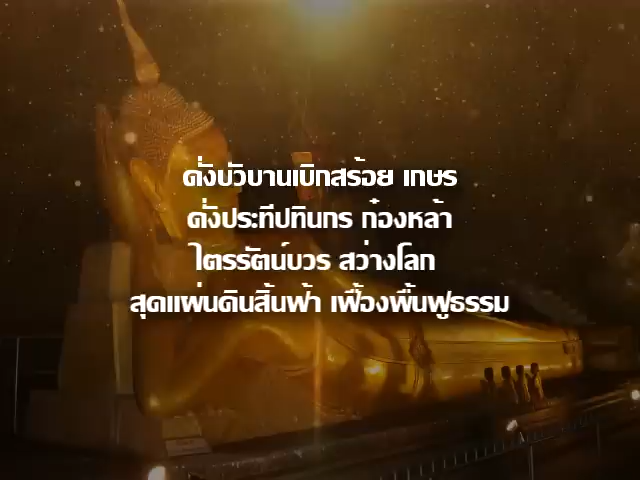 ดั่งบัวบานเบิกสร้อย เกษร
ดั่งประทีปทินกร ก่องหล้า
ไตรรัตน์บวร สว่างโลก
สุดแผ่นดินสิ้นฟ้า เฟื้องพื้นฟูธรรม